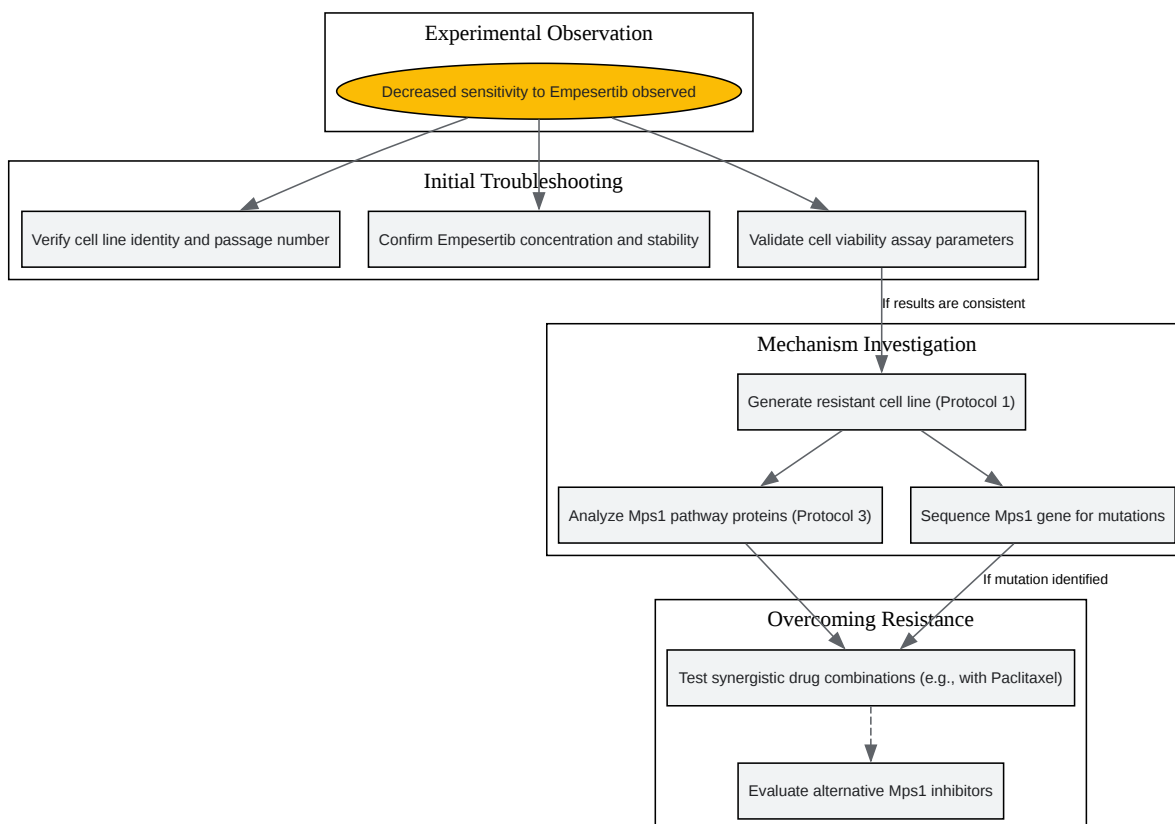 Experimental Observation
Decreased sensitivity to Empesertib observed
Initial Troubleshooting
Verify cell line identity and passage number
Confirm Empesertib concentration and stability
Validate cell viability assay parameters
If results are consistent
Mechanism Investigation
Generate resistant cell line (Protocol 1)
Analyze Mps1 pathway proteins (Protocol 3)
Sequence Mps1 gene for mutations
If mutation identified
Overcoming Resistance
Test synergistic drug combinations (e.g., with Paclitaxel)
Evaluate alternative Mps1 inhibitors